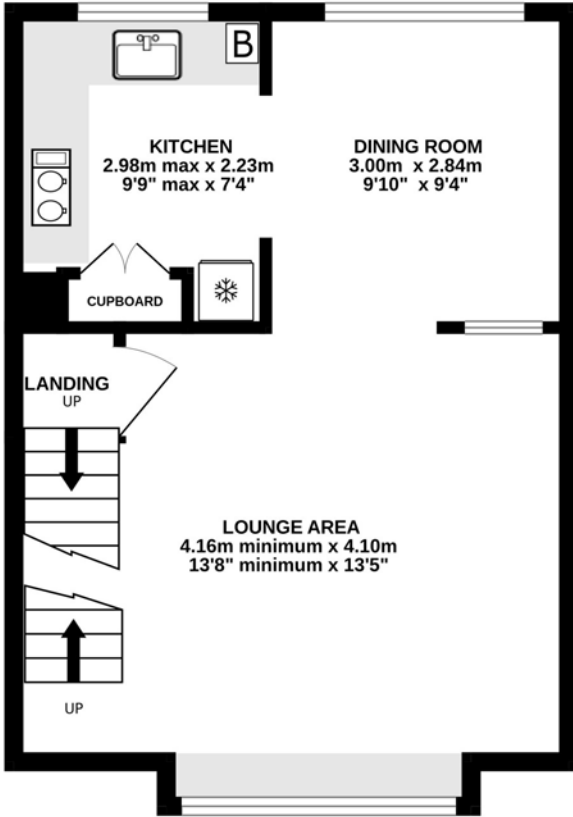 B
KITCHEN
2.98m max x 2.23m
9'9" max x 7'4"
DINING ROOM
3.00m x 2.84m
9'10" x 9'4"
CUPBOARD
LANDING
UP
LOUNGE AREA
4.16m minimum x 4.10m
13'8" minimum x 13'5"
UP